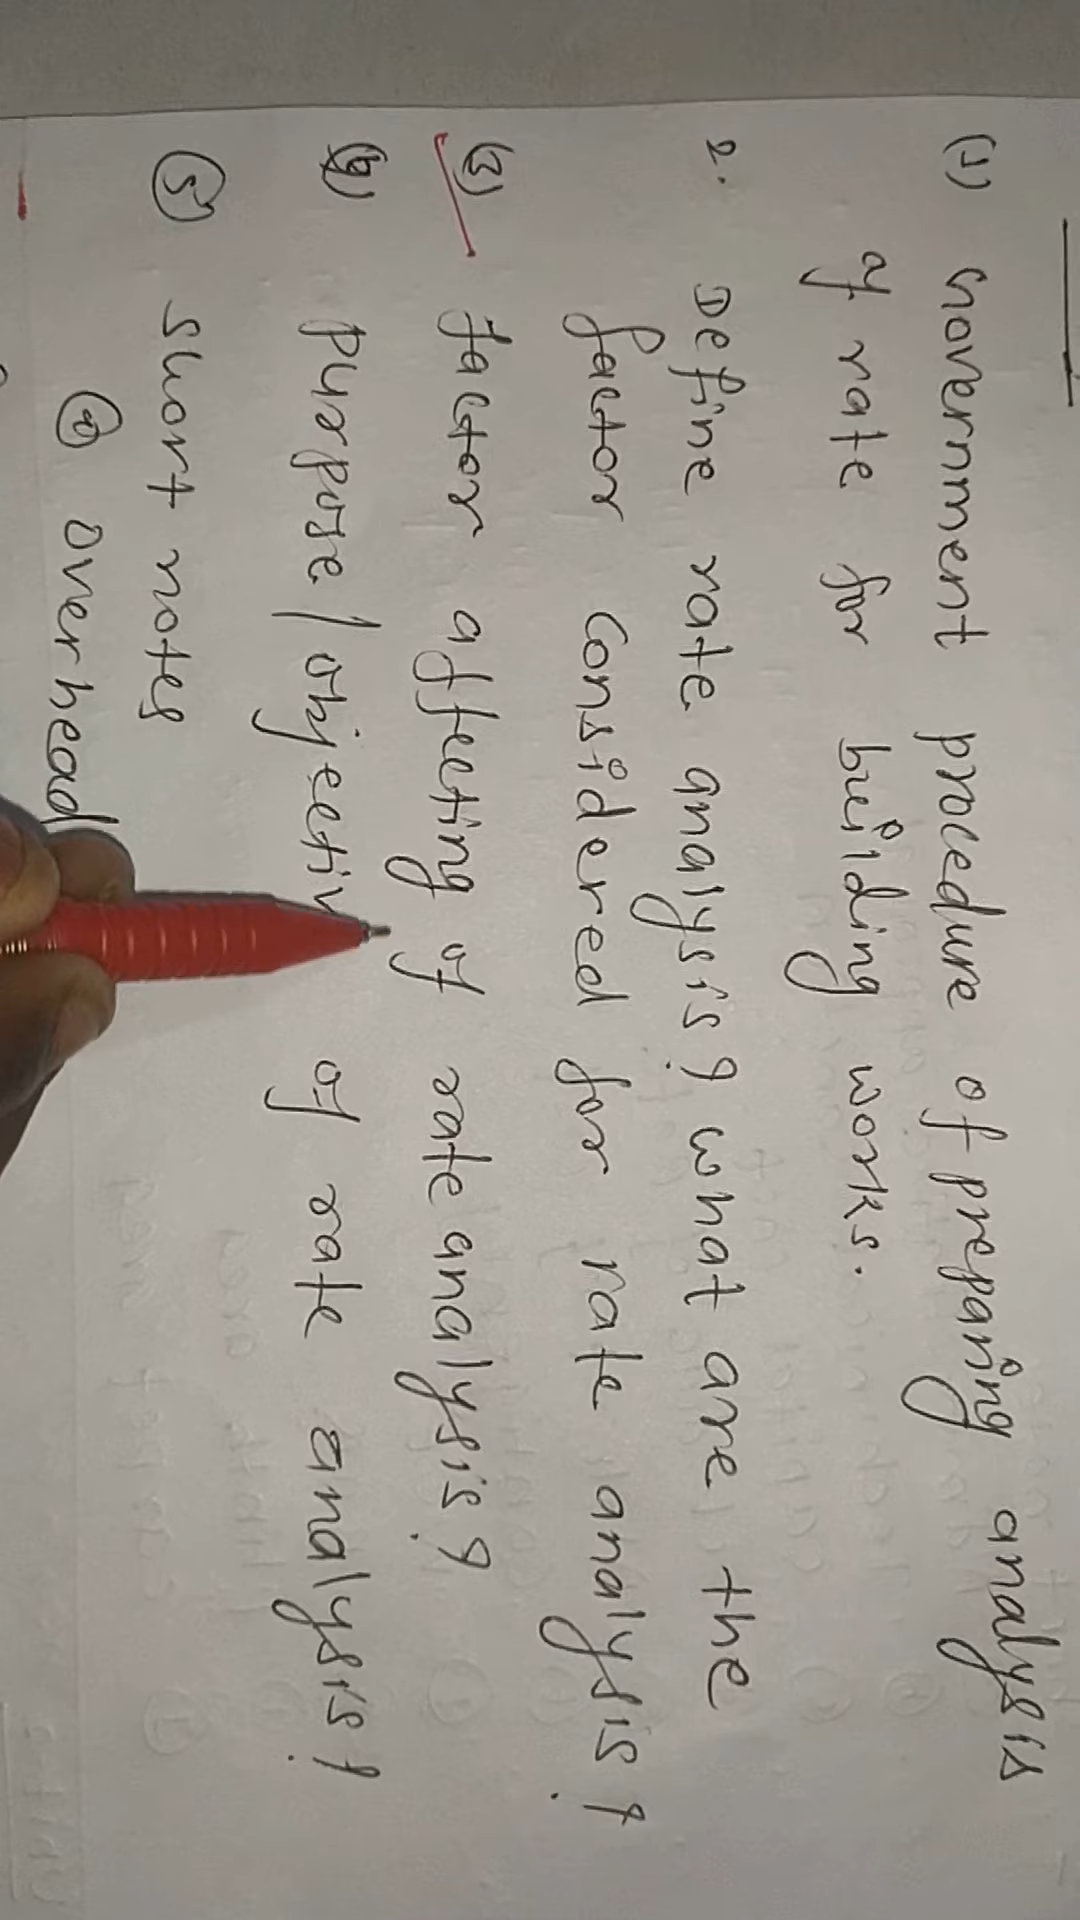 (1) Government procedure of preparing analysis
of rate for building works.
2. Define rate analysis? what are the
factor considered for rate analysis?
(3) factor affecting of rate analysis?
(4) purpose / objectiv of rate analysis?
(5) short notes
(a) overhead